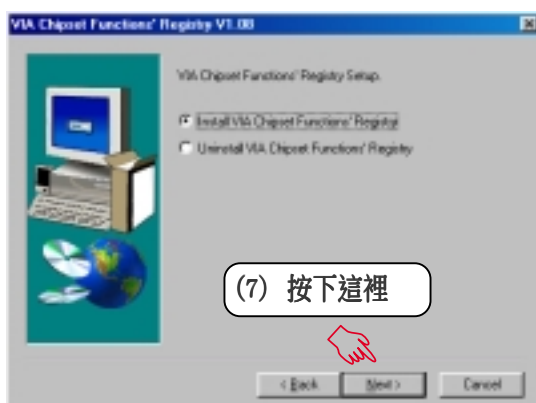 VIA Chipset Functions' Registry V1.08
VIA Chipset Functions' Registry Setup.
Install VIA Chipset Functions' Registry
Uninstall VIA Chipset Functions' Registry
(7) 按下這裡
< Back
Next >
Cancel